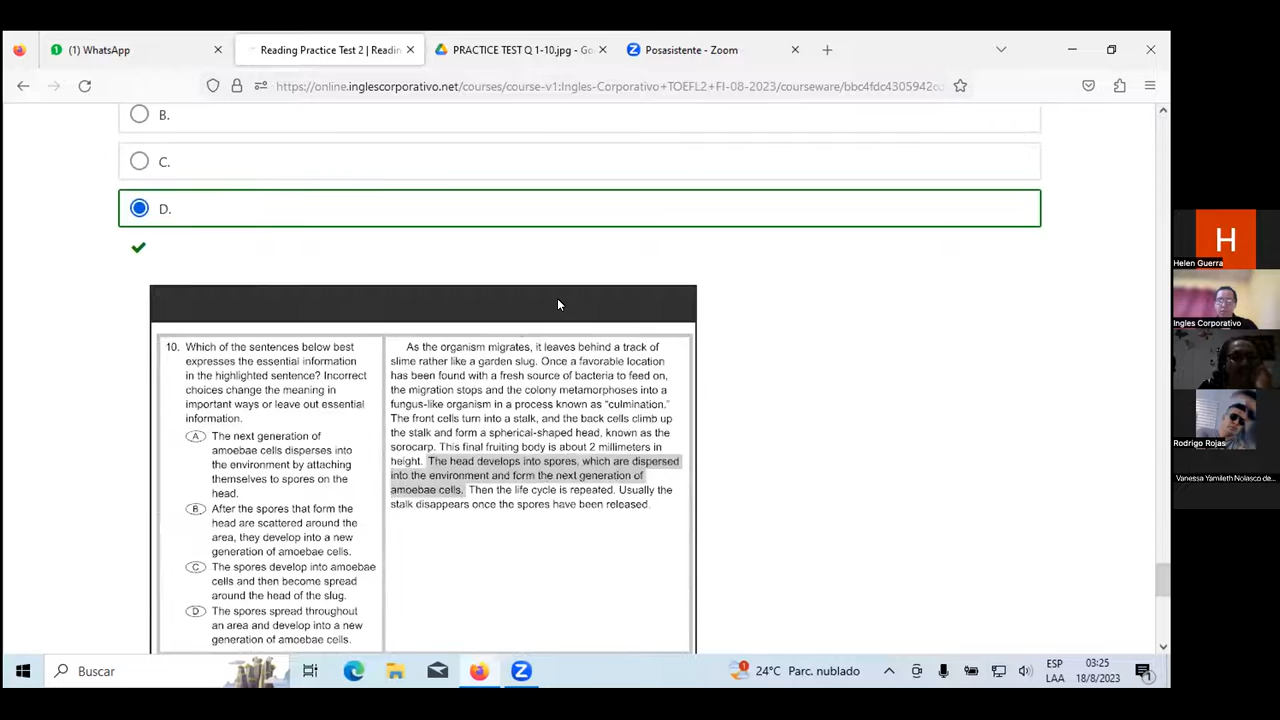 (1) WhatsApp
Reading Practice Test 2 | Readin
PRACTICE TEST Q 1-10.jpg - Go
Posasistente - Zoom
https://online.inglescorporativo.net/courses/course-v1:Ingles-Corporativo+TOEFL2+FI-08-2023/courseware/bbc4fdc4305942cc
B.
C.
D.
10. Which of the sentences below best
expresses the essential information
in the highlighted sentence? Incorrect
choices change the meaning in
important ways or leave out essential
information.
A The next generation of
amoebae cells disperses into
the environment by attaching
themselves to spores on the
head.
B After the spores that form the
head are scattered around the
area, they develop into a new
generation of amoebae cells.
C The spores develop into amoebae
cells and then become spread
around the head of the slug.
D The spores spread throughout
an area and develop into a new
generation of amoebae cells.
As the organism migrates, it leaves behind a track of
slime rather like a garden slug. Once a favorable location
has been found with a fresh source of bacteria to feed on,
the migration stops and the colony metamorphoses into a
fungus-like organism in a process known as “culmination.”
The front cells turn into a stalk, and the back cells climb up
the stalk and form a spherical-shaped head, known as the
sorocarp. This final fruiting body is about 2 millimeters in
height. The head develops into spores, which are dispersed
into the environment and form the next generation of
amoebae cells. Then the life cycle is repeated. Usually the
stalk disappears once the spores have been released.
H
Helen Guerra
Ingles Corporativo
Rodrigo Rojas
Vanessa Yamileth Nolasco de...
Buscar
24°C Parc. nublado
ESP
LAA
03:25
18/8/2023